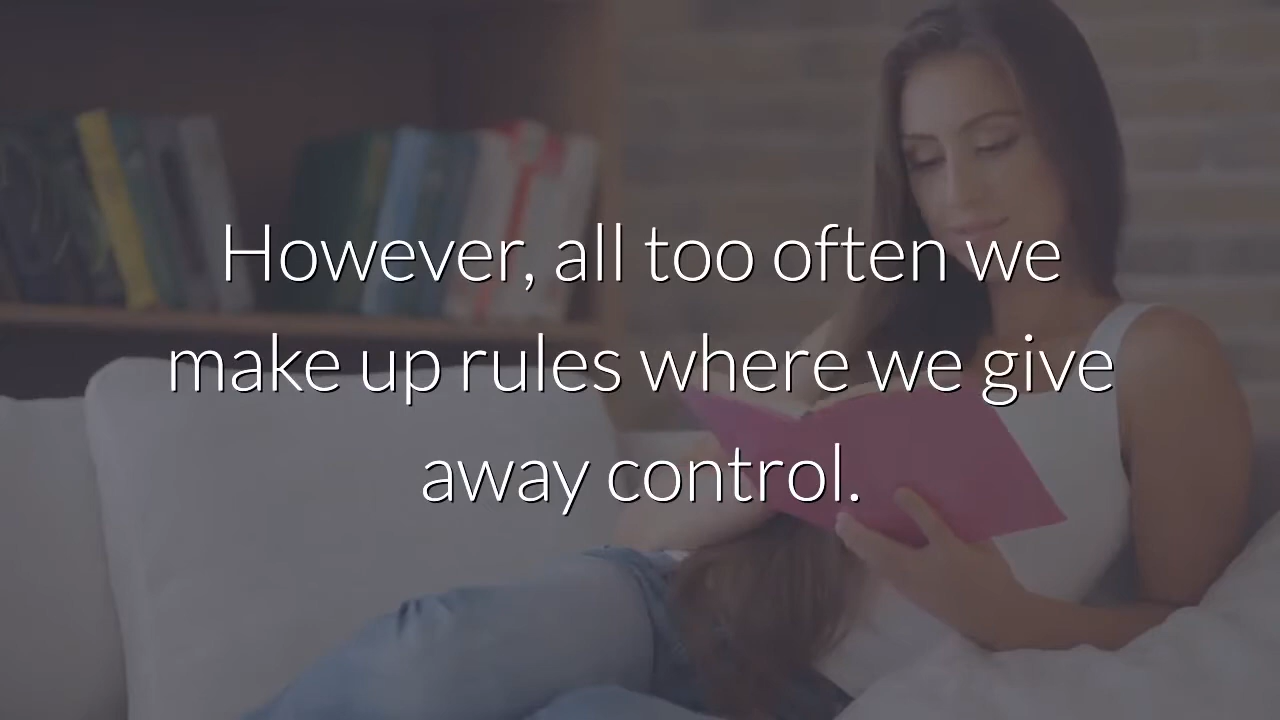 However, all too often we
make up rules where we give
away control.